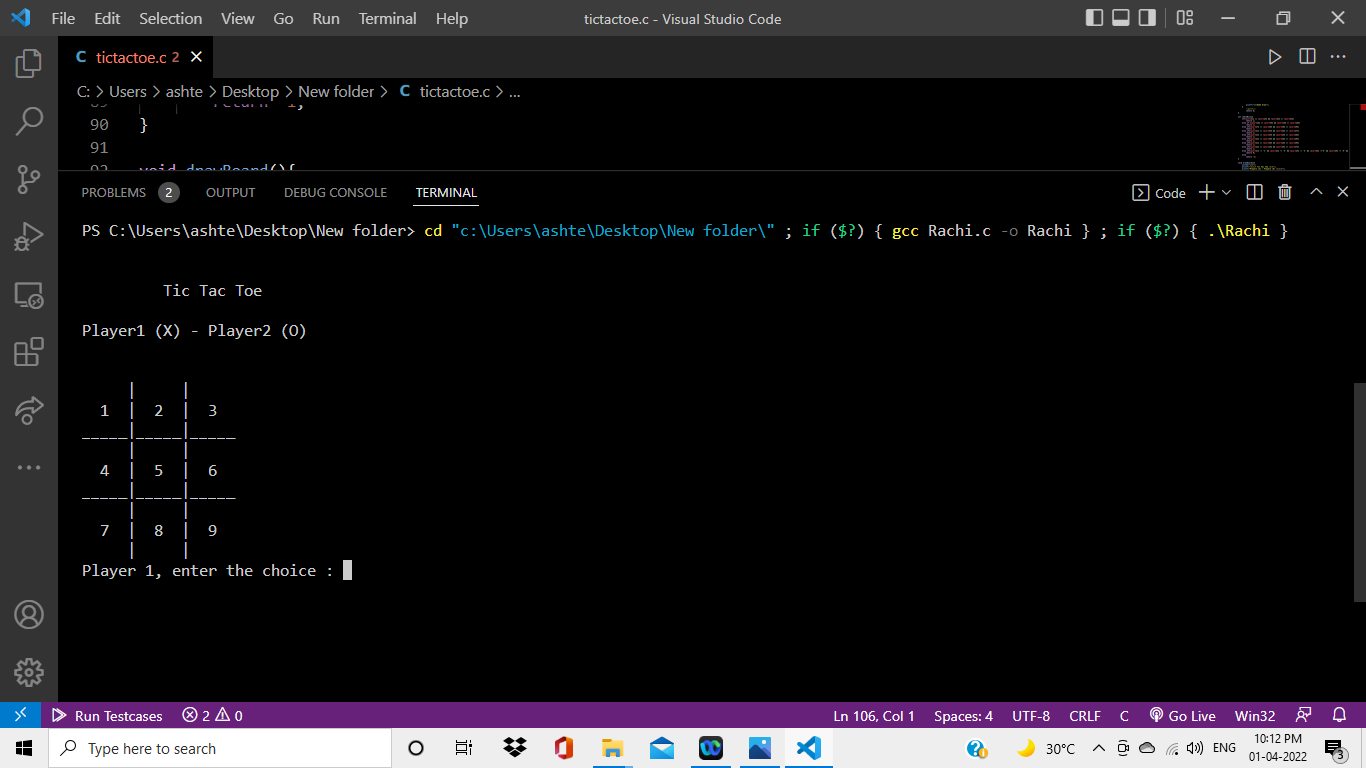 File Edit Selection View Go Run Terminal Help tictactoe.c - Visual Studio Code
C tictactoe.c 2
C: > Users > ashte > Desktop > New folder > C tictactoe.c > ...
90 }
91
void drawBoard(){
PROBLEMS 2 OUTPUT DEBUG CONSOLE TERMINAL Code
PS C:\Users\ashte\Desktop\New folder> cd "c:\Users\ashte\Desktop\New folder\" ; if ($?) { gcc Rachi.c -o Rachi } ; if ($?) { .\Rachi }
Tic Tac Toe
Player1 (X) - Player2 (O)
     |     |
  1  |  2  |  3
_____|_____|_____
     |     |
  4  |  5  |  6
_____|_____|_____
     |     |
  7  |  8  |  9
     |     |
Player 1, enter the choice :
Run Testcases 2 0 Ln 106, Col 1 Spaces: 4 UTF-8 CRLF C Go Live Win32
Type here to search 30°C ENG 10:12 PM
01-04-2022 3